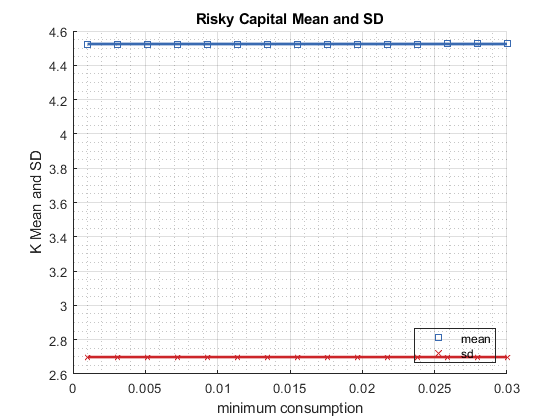 Risky Capital Mean and SD
K Mean and SD
4.6
4.4
4.2
4
3.8
3.6
3.4
3.2
3
2.8
2.6
mean
sd
0 0.005 0.01 0.015 0.02 0.025 0.03
minimum consumption